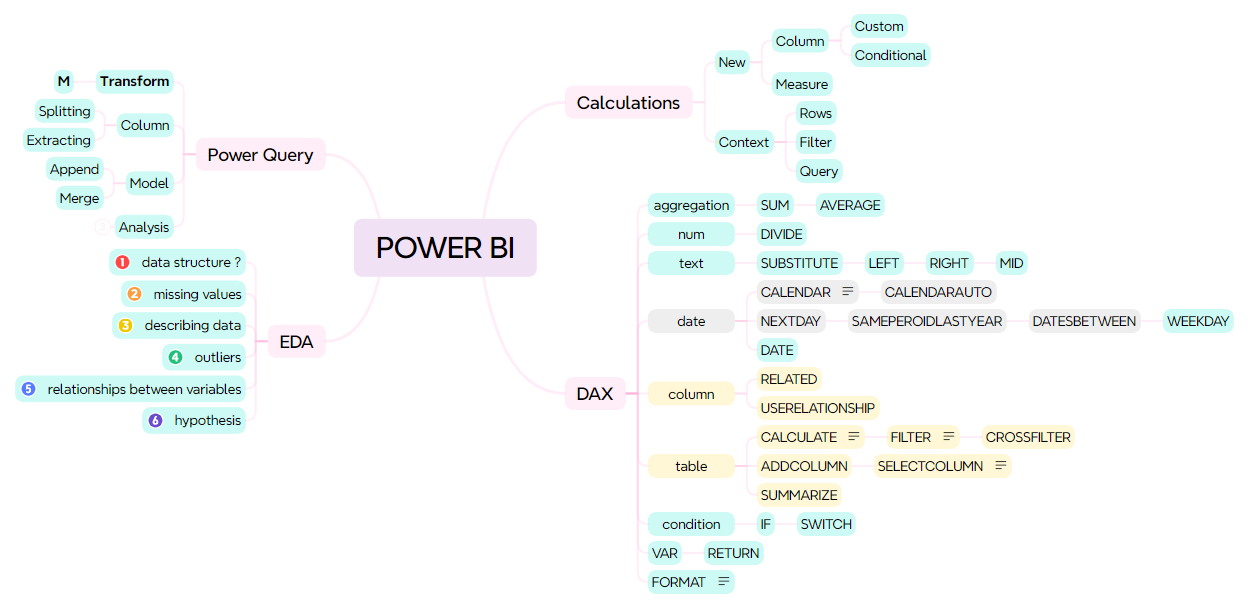 POWER BI
Power Query
Transform
M
Column
Splitting
Extracting
Model
Append
Merge
Analysis
3
EDA
1 data structure ?
2 missing values
3 describing data
4 outliers
5 relationships between variables
6 hypothesis
Calculations
New
Column
Custom
Conditional
Measure
Context
Rows
Filter
Query
DAX
aggregation SUM AVERAGE
num DIVIDE
text SUBSTITUTE LEFT RIGHT MID
date
CALENDAR CALENDARAUTO
NEXTDAY SAMEPEROIDLASTYEAR DATESBETWEEN WEEKDAY
DATE
column
RELATED
USERELATIONSHIP
table
CALCULATE FILTER CROSSFILTER
ADDCOLUMN SELECTCOLUMN
SUMMARIZE
condition IF SWITCH
VAR RETURN
FORMAT